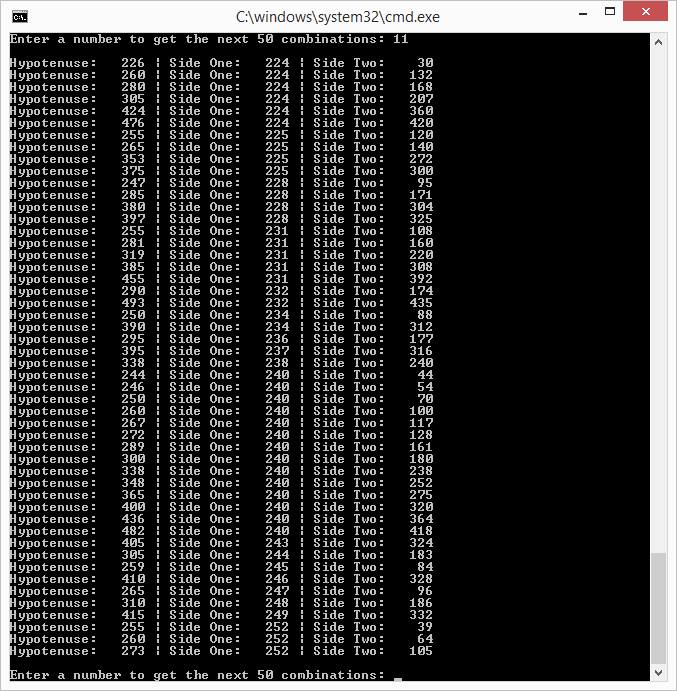 C:\windows\system32\cmd.exe
Enter a number to get the next 50 combinations: 11
Hypotenuse: 226 ¦ Side One: 224 ¦ Side Two: 30
Hypotenuse: 260 ¦ Side One: 224 ¦ Side Two: 132
Hypotenuse: 280 ¦ Side One: 224 ¦ Side Two: 168
Hypotenuse: 305 ¦ Side One: 224 ¦ Side Two: 207
Hypotenuse: 424 ¦ Side One: 224 ¦ Side Two: 360
Hypotenuse: 476 ¦ Side One: 224 ¦ Side Two: 420
Hypotenuse: 255 ¦ Side One: 225 ¦ Side Two: 120
Hypotenuse: 265 ¦ Side One: 225 ¦ Side Two: 140
Hypotenuse: 353 ¦ Side One: 225 ¦ Side Two: 272
Hypotenuse: 375 ¦ Side One: 225 ¦ Side Two: 300
Hypotenuse: 247 ¦ Side One: 228 ¦ Side Two: 95
Hypotenuse: 285 ¦ Side One: 228 ¦ Side Two: 171
Hypotenuse: 380 ¦ Side One: 228 ¦ Side Two: 304
Hypotenuse: 397 ¦ Side One: 228 ¦ Side Two: 325
Hypotenuse: 255 ¦ Side One: 231 ¦ Side Two: 108
Hypotenuse: 281 ¦ Side One: 231 ¦ Side Two: 160
Hypotenuse: 319 ¦ Side One: 231 ¦ Side Two: 220
Hypotenuse: 385 ¦ Side One: 231 ¦ Side Two: 308
Hypotenuse: 455 ¦ Side One: 231 ¦ Side Two: 392
Hypotenuse: 290 ¦ Side One: 232 ¦ Side Two: 174
Hypotenuse: 493 ¦ Side One: 232 ¦ Side Two: 435
Hypotenuse: 250 ¦ Side One: 234 ¦ Side Two: 88
Hypotenuse: 390 ¦ Side One: 234 ¦ Side Two: 312
Hypotenuse: 295 ¦ Side One: 236 ¦ Side Two: 177
Hypotenuse: 395 ¦ Side One: 237 ¦ Side Two: 316
Hypotenuse: 338 ¦ Side One: 238 ¦ Side Two: 240
Hypotenuse: 244 ¦ Side One: 240 ¦ Side Two: 44
Hypotenuse: 246 ¦ Side One: 240 ¦ Side Two: 54
Hypotenuse: 250 ¦ Side One: 240 ¦ Side Two: 70
Hypotenuse: 260 ¦ Side One: 240 ¦ Side Two: 100
Hypotenuse: 267 ¦ Side One: 240 ¦ Side Two: 117
Hypotenuse: 272 ¦ Side One: 240 ¦ Side Two: 128
Hypotenuse: 289 ¦ Side One: 240 ¦ Side Two: 161
Hypotenuse: 300 ¦ Side One: 240 ¦ Side Two: 180
Hypotenuse: 338 ¦ Side One: 240 ¦ Side Two: 238
Hypotenuse: 348 ¦ Side One: 240 ¦ Side Two: 252
Hypotenuse: 365 ¦ Side One: 240 ¦ Side Two: 275
Hypotenuse: 400 ¦ Side One: 240 ¦ Side Two: 320
Hypotenuse: 436 ¦ Side One: 240 ¦ Side Two: 364
Hypotenuse: 482 ¦ Side One: 240 ¦ Side Two: 418
Hypotenuse: 405 ¦ Side One: 243 ¦ Side Two: 324
Hypotenuse: 305 ¦ Side One: 244 ¦ Side Two: 183
Hypotenuse: 259 ¦ Side One: 245 ¦ Side Two: 84
Hypotenuse: 410 ¦ Side One: 246 ¦ Side Two: 328
Hypotenuse: 265 ¦ Side One: 247 ¦ Side Two: 96
Hypotenuse: 310 ¦ Side One: 248 ¦ Side Two: 186
Hypotenuse: 415 ¦ Side One: 249 ¦ Side Two: 332
Hypotenuse: 255 ¦ Side One: 252 ¦ Side Two: 39
Hypotenuse: 260 ¦ Side One: 252 ¦ Side Two: 64
Hypotenuse: 273 ¦ Side One: 252 ¦ Side Two: 105
Enter a number to get the next 50 combinations: